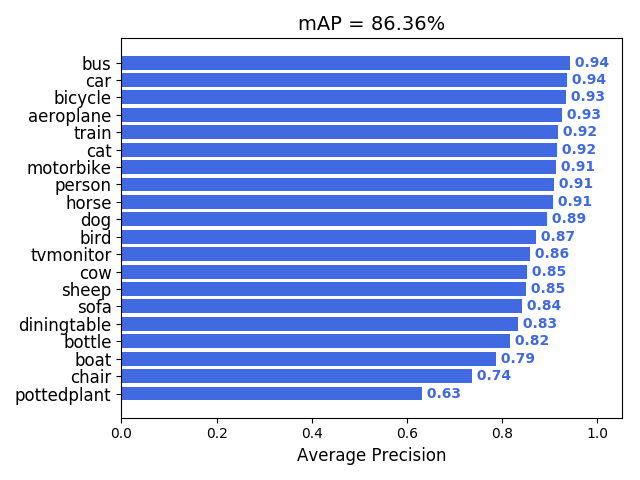 mAP = 86.36%
bus 0.94
car 0.94
bicycle 0.93
aeroplane 0.93
train 0.92
cat 0.92
motorbike 0.91
person 0.91
horse 0.91
dog 0.89
bird 0.87
tvmonitor 0.86
cow 0.85
sheep 0.85
sofa 0.84
diningtable 0.83
bottle 0.82
boat 0.79
chair 0.74
pottedplant 0.63
0.0 0.2 0.4 0.6 0.8 1.0
Average Precision